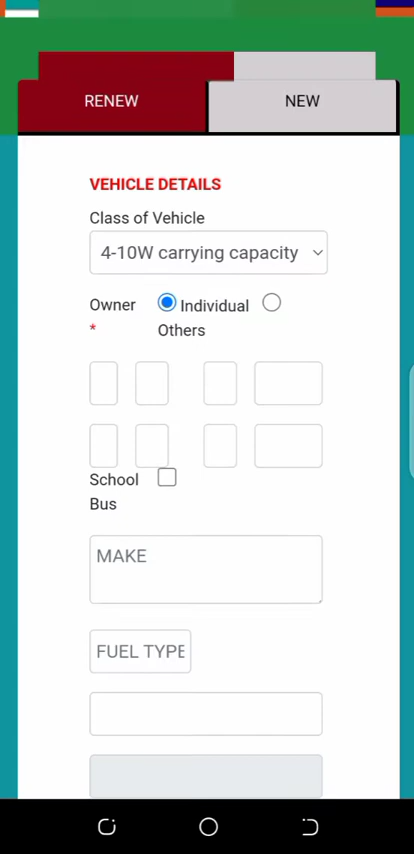 RENEW
NEW
VEHICLE DETAILS
Class of Vehicle
4-10W carrying capacity
Owner
Individual
*
Others
School
Bus
MAKE
FUEL TYPE